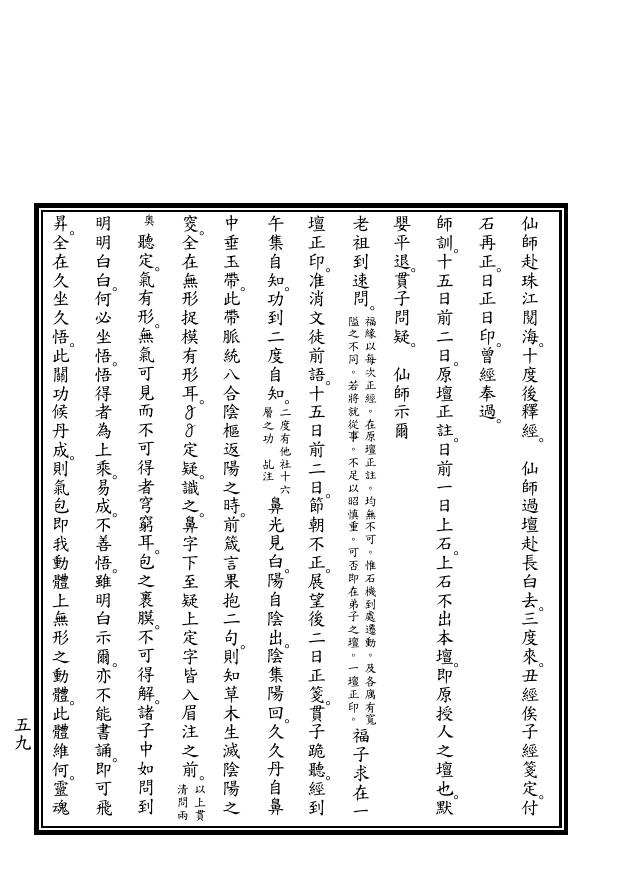 仙師赴珠江閱海。十度後釋經。　仙師過壇赴長白去。三度來。丑經俟子經箋定。付
石再正。日正日印。曾經奉過。
師訓。十五日前二日。原壇正註。日前一日上石。上石不出本壇。即原授人之壇也。默
嬰平退。貫子問疑。　仙師示爾
老祖到速問。福緣以每次正經。在原壇正註。均無不可。惟石機到處遷動。及各属有寬隘之不同。若將就從事。不足以昭慎重。可否即在弟子之壇。一壇正印。福子求在一
壇正印。准消文徒前語。十五日前二日。節朝不正。展望後二日正箋。貫子跪聽。經到
午集自知。功到二度自知。二度有他社十六層之功　乩注鼻光見白。陽自陰出。陰集陽回。久久丹自鼻
中垂玉帶。此帶脈統八合陰樞返陽之時。前箴言果抱二句。則知草木生滅陰陽之
窔。全在無形捉模有形耳。定疑。識之。鼻字下至疑上定字皆入眉注之前。以上貫清問兩
奥聽定。氣有形。無氣可見而不可得者穹窮耳。包之裹膜。不可得解。諸子中如問到
明明白白。何必坐悟。悟得者為上乘。易成。不善悟。雖明白示爾。亦不能書誦。即可飛
昇。全在久坐久悟。此關功候丹成。則氣包即我動體上無形之動體。此體維何。靈魂
五九